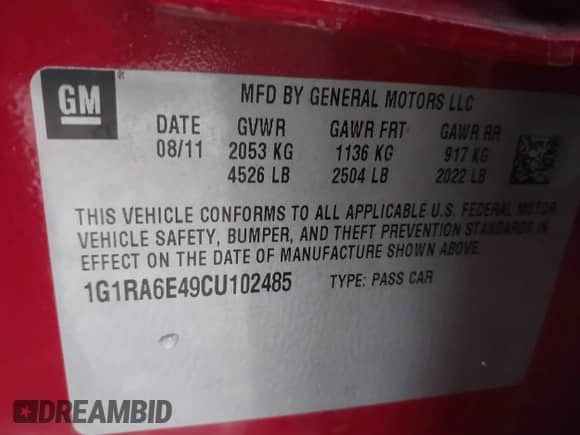 GM
MFD BY GENERAL MOTORS LLC
DATE GVWR GAWR FRT GAWR RR
08/11 2053 KG 1136 KG 917 KG
4526 LB 2504 LB 2022 LB
THIS VEHICLE CONFORMS TO ALL APPLICABLE U.S. FEDERAL MOTOR
VEHICLE SAFETY, BUMPER, AND THEFT PREVENTION STANDARDS IN
EFFECT ON THE DATE OF MANUFACTURE SHOWN ABOVE.
1G1RA6E49CU102485 TYPE: PASS CAR
DREAMBID